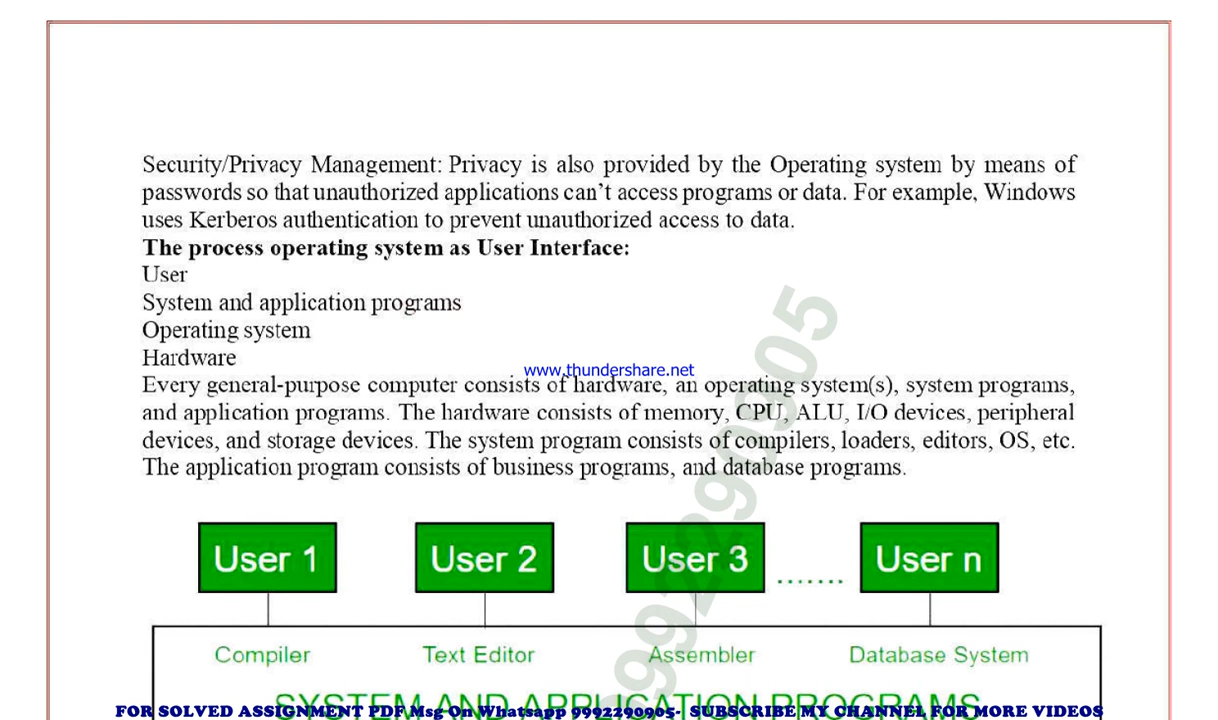 Security/Privacy Management: Privacy is also provided by the Operating system by means of
passwords so that unauthorized applications can’t access programs or data. For example, Windows
uses Kerberos authentication to prevent unauthorized access to data.
The process operating system as User Interface:
User
System and application programs
Operating system
Hardware
www.thundershare.net
Every general-purpose computer consists of hardware, an operating system(s), system programs,
and application programs. The hardware consists of memory, CPU, ALU, I/O devices, peripheral
devices, and storage devices. The system program consists of compilers, loaders, editors, OS, etc.
The application program consists of business programs, and database programs.
User 1 User 2 User 3 ....... User n
Compiler Text Editor Assembler Database System
SYSTEM AND APPLICATION PROGRAMS
FOR SOLVED ASSIGNMENT PDF Msg On Whatsapp 9992290905- SUBSCRIBE MY CHANNEL FOR MORE VIDEOS
9992290905